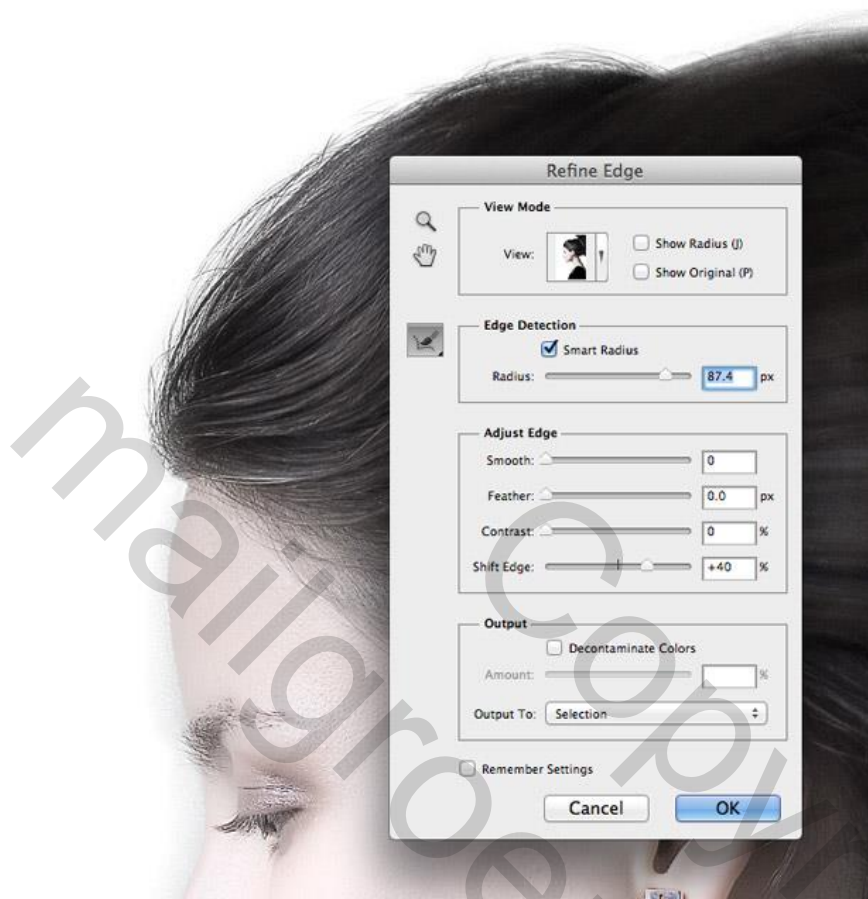 Refine Edge
View Mode
View:
Show Radius (J)
Show Original (P)
Edge Detection
Smart Radius
Radius: 87.4 px
Adjust Edge
Smooth: 0
Feather: 0.0 px
Contrast: 0 %
Shift Edge: +40 %
Output
Decontaminate Colors
Amount: %
Output To: Selection
Remember Settings
Cancel OK